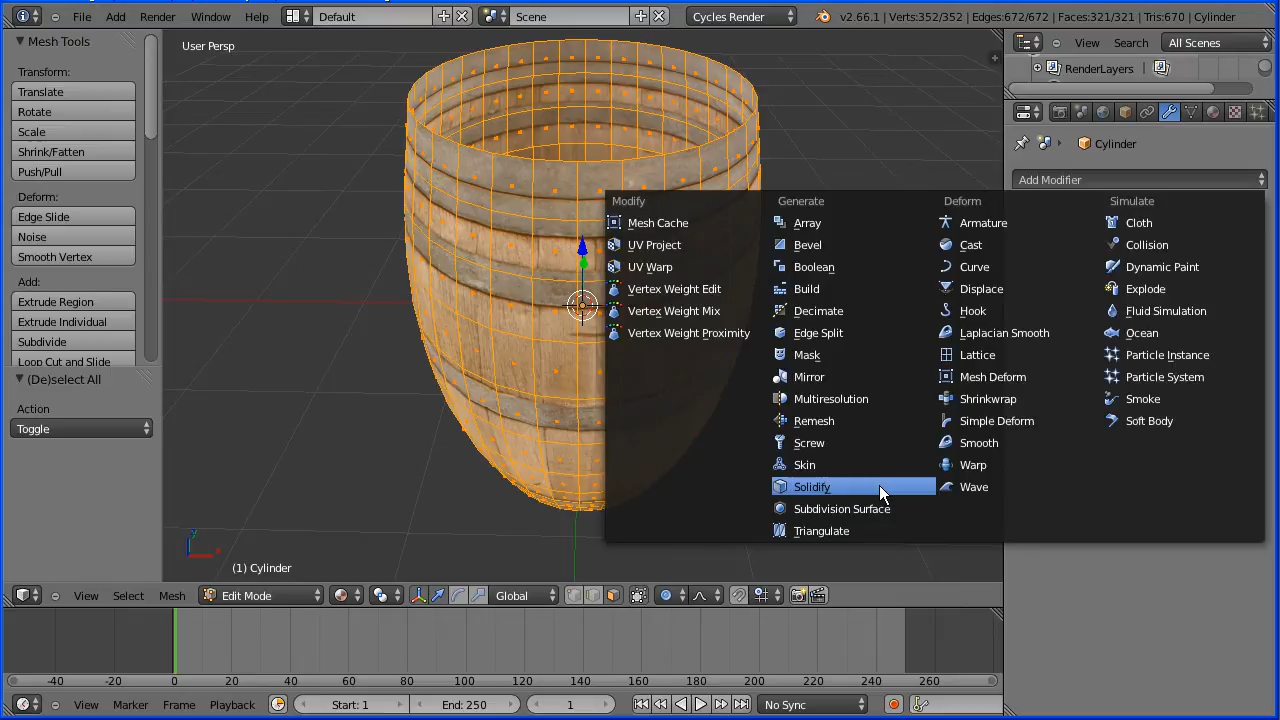 File Add Render Window Help Default Scene Cycles Render v2.66.1 | Verts:352/352 | Edges:672/672 | Faces:321/321 | Tris:670 | Cylinder
Mesh Tools
Transform:
Translate
Rotate
Scale
Shrink/Fatten
Push/Pull
Deform:
Edge Slide
Noise
Smooth Vertex
Add:
Extrude Region
Extrude Individual
Subdivide
Loop Cut and Slide
(De)select All
Action
Toggle
User Persp
(1) Cylinder
View Search All Scenes
RenderLayers
Cylinder
Add Modifier
Modify
Mesh Cache
UV Project
UV Warp
Vertex Weight Edit
Vertex Weight Mix
Vertex Weight Proximity
Generate
Array
Bevel
Boolean
Build
Decimate
Edge Split
Mask
Mirror
Multiresolution
Remesh
Screw
Skin
Solidify
Subdivision Surface
Triangulate
Deform
Armature
Cast
Curve
Displace
Hook
Laplacian Smooth
Lattice
Mesh Deform
Shrinkwrap
Simple Deform
Smooth
Warp
Wave
Simulate
Cloth
Collision
Dynamic Paint
Explode
Fluid Simulation
Ocean
Particle Instance
Particle System
Smoke
Soft Body
View Select Mesh Edit Mode Global
-40 -20 0 20 40 60 80 100 120 140 160 180 200 220 240 260
View Marker Frame Playback Start: 1 End: 250 1 No Sync